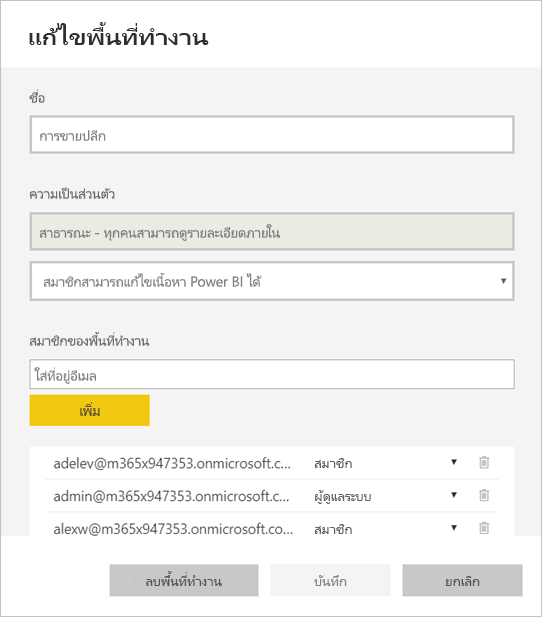 แก้ไขพื้นที่ทำงาน
ชื่อ
การขายปลีก
ความเป็นส่วนตัว
สาธารณะ - ทุกคนสามารถดูรายละเอียดภายใน
สมาชิกสามารถแก้ไขเนื้อหา Power BI ได้
สมาชิกของพื้นที่ทำงาน
ใส่ที่อยู่อีเมล
เพิ่ม
adelev@m365x947353.onmicrosoft.c... สมาชิก
admin@m365x947353.onmicrosoft.c... ผู้ดูแลระบบ
alexw@m365x947353.onmicrosoft.co... สมาชิก
ลบพื้นที่ทำงาน บันทึก ยกเลิก